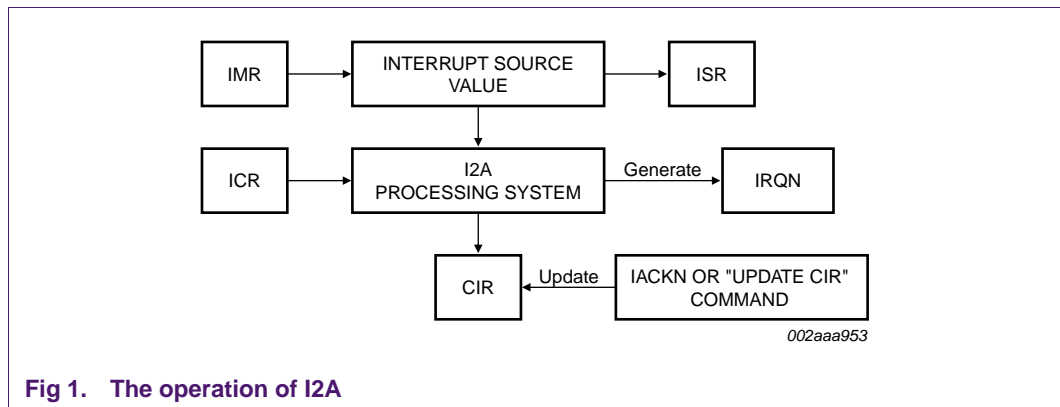 IMR
INTERRUPT SOURCE
VALUE
ISR
ICR
I2A
PROCESSING SYSTEM
Generate
IRQN
CIR
Update
IACKN OR "UPDATE CIR"
COMMAND
002aaa953
Fig 1. The operation of I2A